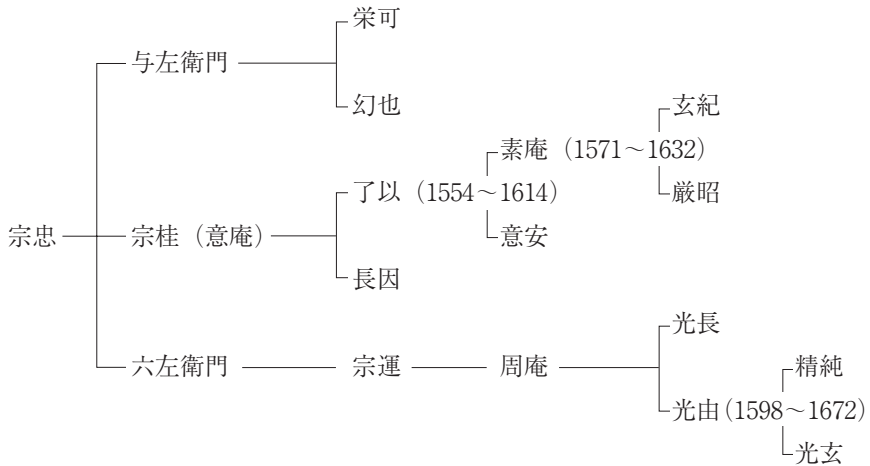 栄可
与左衛門
幻也
玄紀
素庵（1571～1632）
了以（1554～1614）
厳昭
宗忠
宗桂（意庵）
意安
長因
光長
六左衛門
宗運
周庵
精純
光由（1598～1672）
光玄